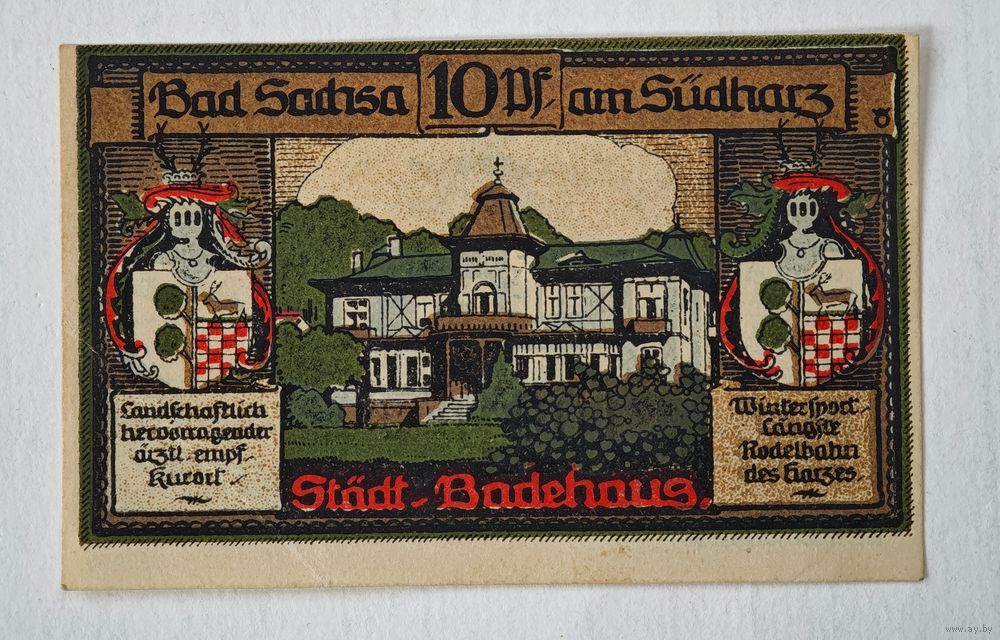 Bad Sachsa 10 Pf. am Südharz
Landschaftlich
hervorragender
ärztl. empf.
Kurort
Wintersport
Längste
Rodelbahn
des Harzes.
Städt-Badehaus.
www.ay.by